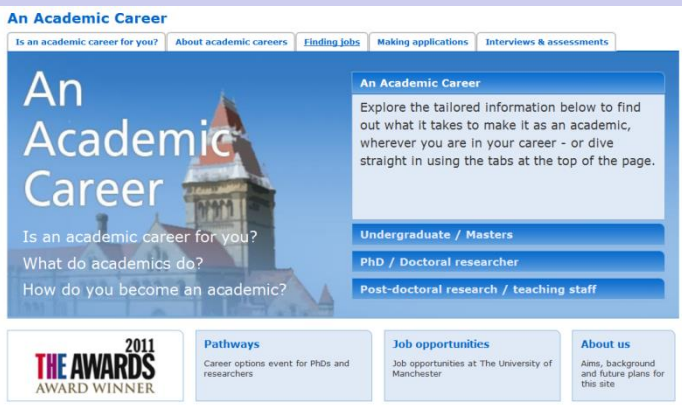 An Academic Career
Is an academic career for you?
About academic careers
Finding jobs
Making applications
Interviews & assessments
An
Academic
Career
Is an academic career for you?
What do academics do?
How do you become an academic?
An Academic Career
Explore the tailored information below to find
out what it takes to make it as an academic,
wherever you are in your career - or dive
straight in using the tabs at the top of the page.
Undergraduate / Masters
PhD / Doctoral researcher
Post-doctoral research / teaching staff
2011
THE AWARDS
AWARD WINNER
Pathways
Career options event for PhDs and
researchers
Job opportunities
Job opportunities at The University of
Manchester
About us
Aims, background
and future plans for
this site